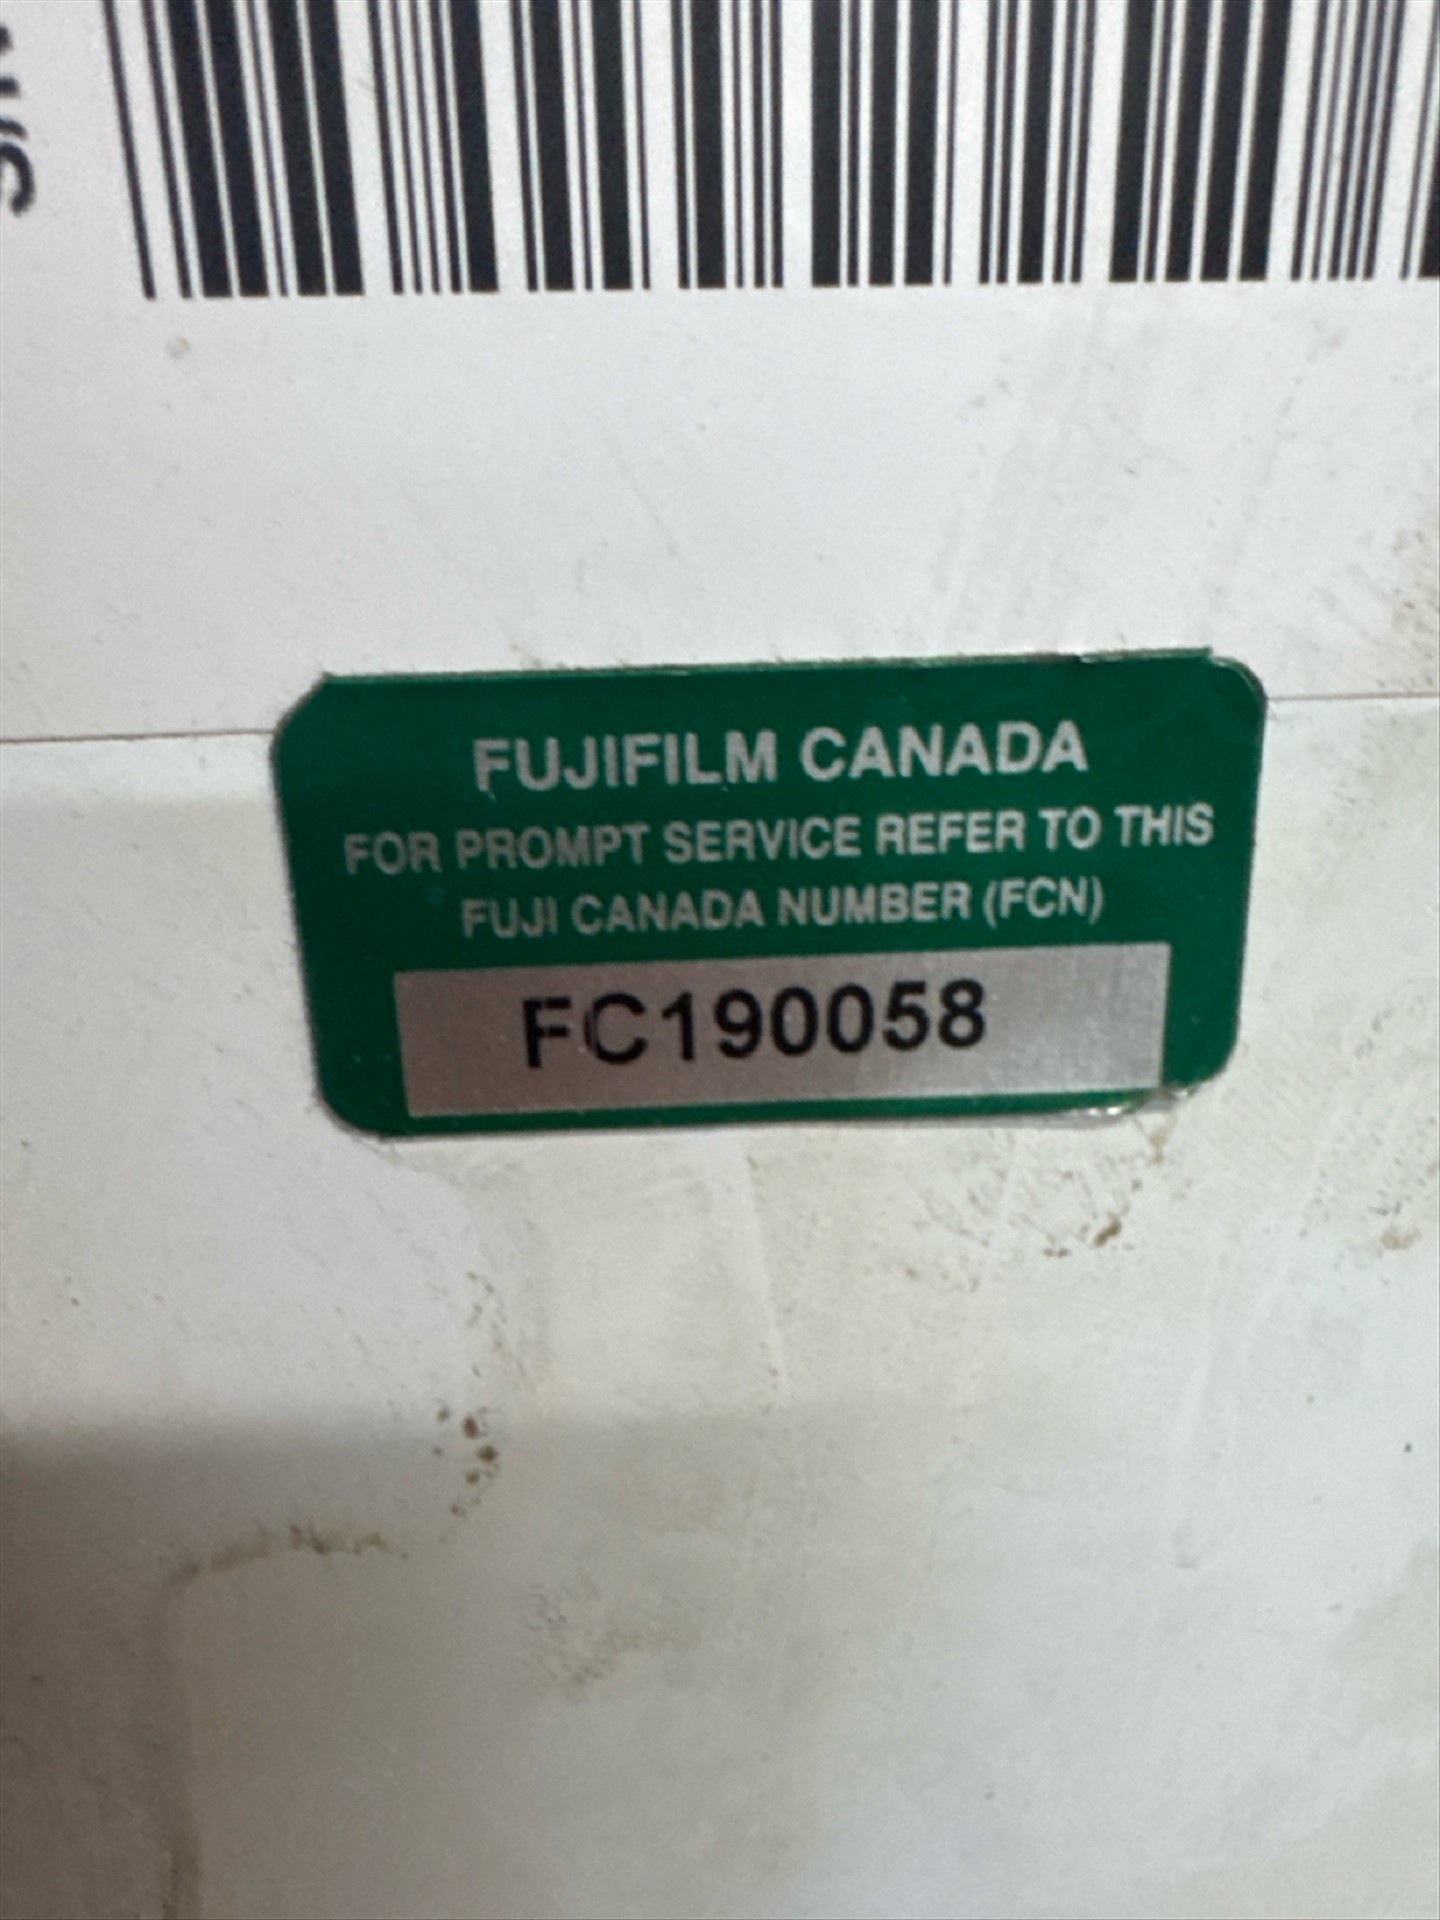 S/N
FUJIFILM CANADA
FOR PROMPT SERVICE REFER TO THIS
FUJI CANADA NUMBER (FCN)
FC190058